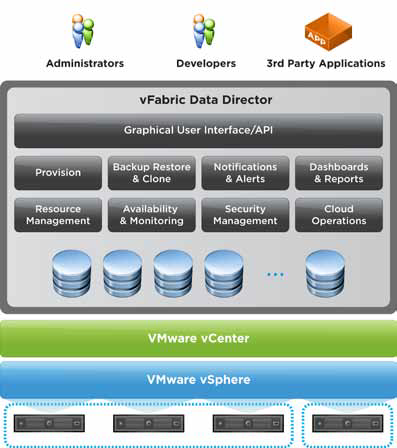 APP
Administrators
Developers
3rd Party Applications
vFabric Data Director
Graphical User Interface/API
Provision
Backup Restore
& Clone
Notifications
& Alerts
Dashboards
& Reports
Resource
Management
Availability
& Monitoring
Security
Management
Cloud
Operations
...
VMware vCenter
VMware vSphere